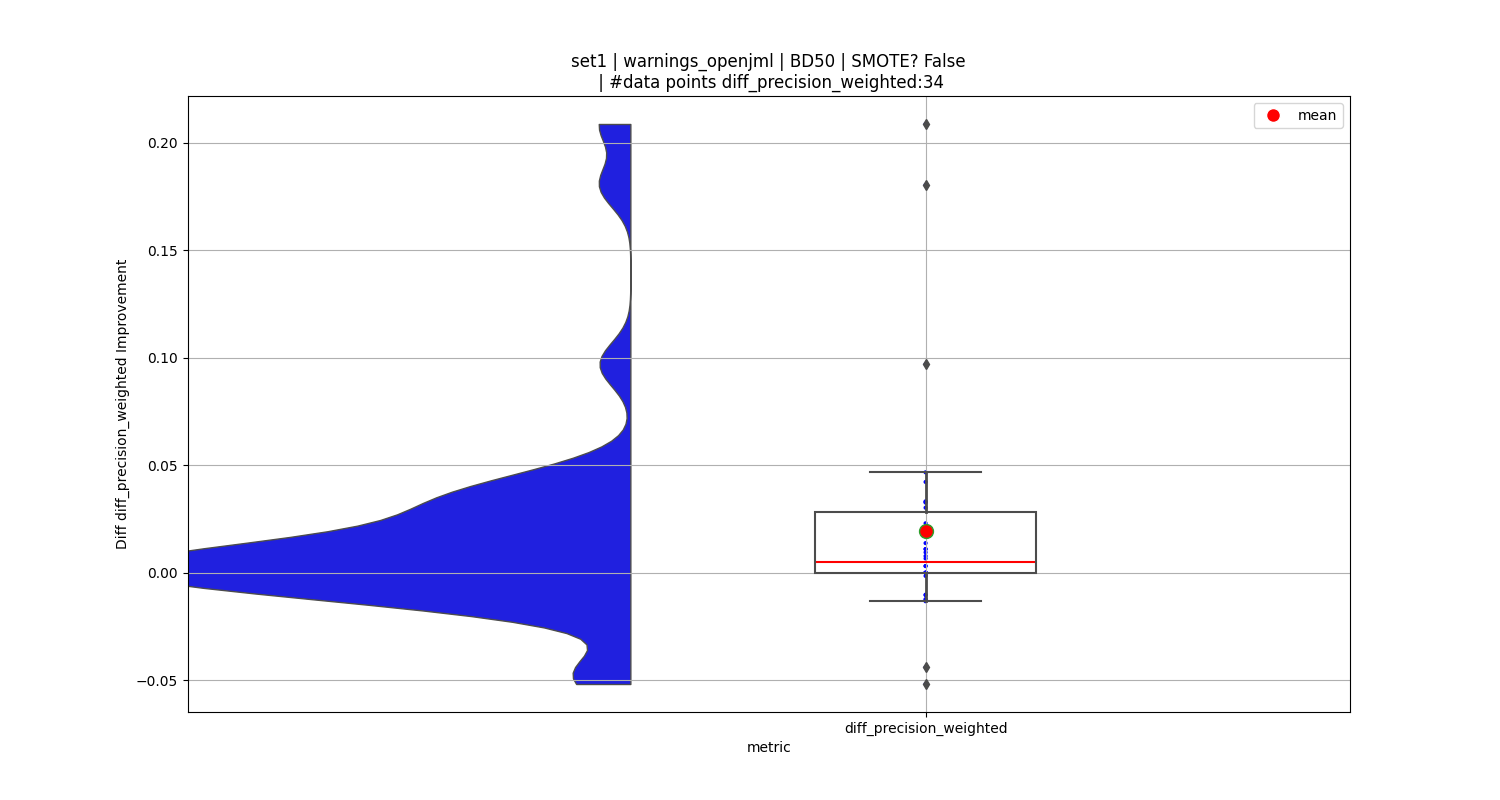 set1 | warnings_openjml | BD50 | SMOTE? False
| #data points diff_precision_weighted:34
mean
0.20
0.15
0.10
0.05
0.00
−0.05
Diff diff_precision_weighted Improvement
diff_precision_weighted
metric